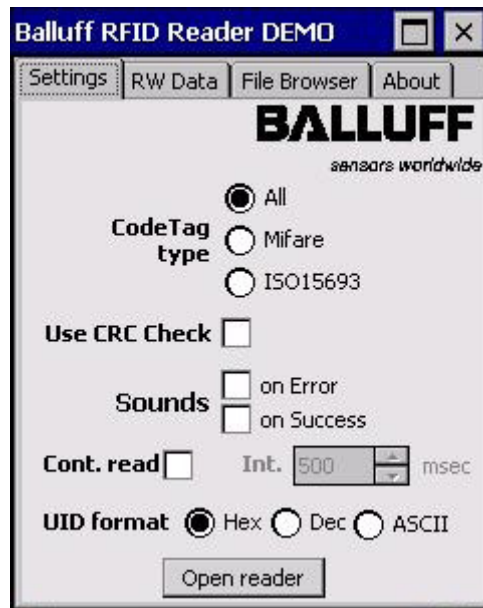 Balluff RFID Reader DEMO
Settings RW Data File Browser About
BALLUFF
sensors worldwide
All
CodeTag type
Mifare
ISO15693
Use CRC Check
Sounds
on Error
on Success
Cont. read Int. 500 msec
UID format Hex Dec ASCII
Open reader